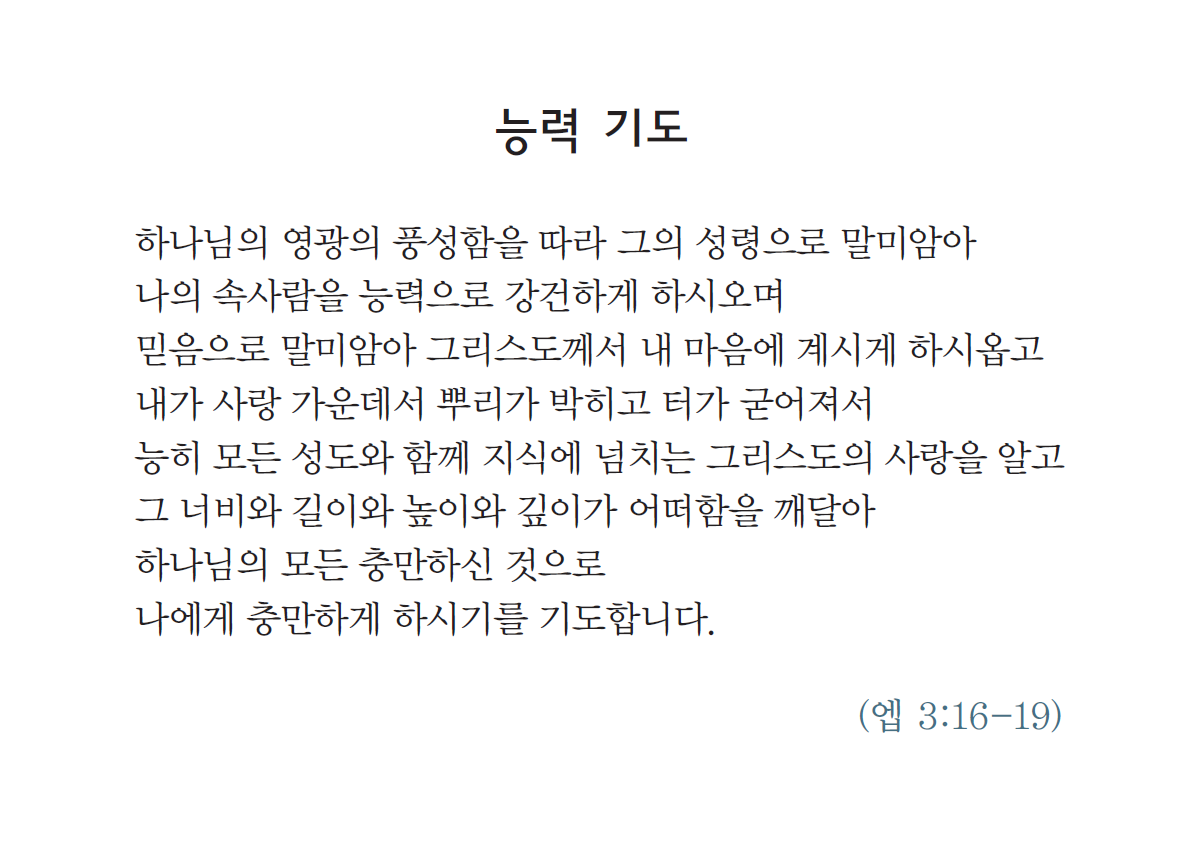 능력 기도
하나님의 영광의 풍성함을 따라 그의 성령으로 말미암아
나의 속사람을 능력으로 강건하게 하시오며
믿음으로 말미암아 그리스도께서 내 마음에 계시게 하시옵고
내가 사랑 가운데서 뿌리가 박히고 터가 굳어져서
능히 모든 성도와 함께 지식에 넘치는 그리스도의 사랑을 알고
그 너비와 길이와 높이와 깊이가 어떠함을 깨달아
하나님의 모든 충만하신 것으로
나에게 충만하게 하시기를 기도합니다.
(엡 3:16-19)